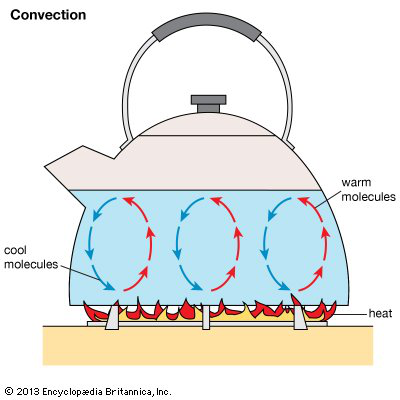 Convection
warm
molecules
cool
molecules
heat
© 2013 Encyclopædia Britannica, Inc.